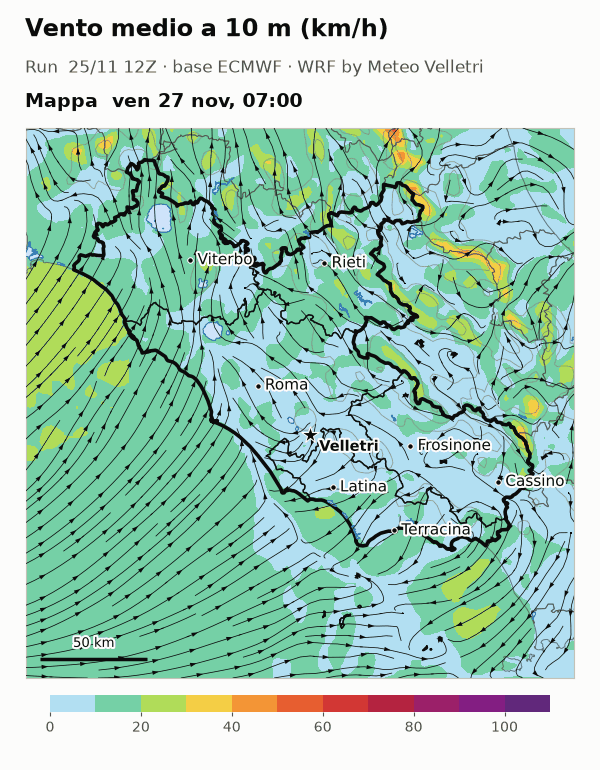 Vento medio a 10 m (km/h)
Run  25/11 12Z · base ECMWF · WRF by Meteo Velletri
Mappa  ven 27 nov, 07:00
Viterbo
Rieti
Roma
Velletri
Frosinone
Cassino
Latina
Terracina
50 km
0 20 40 60 80 100